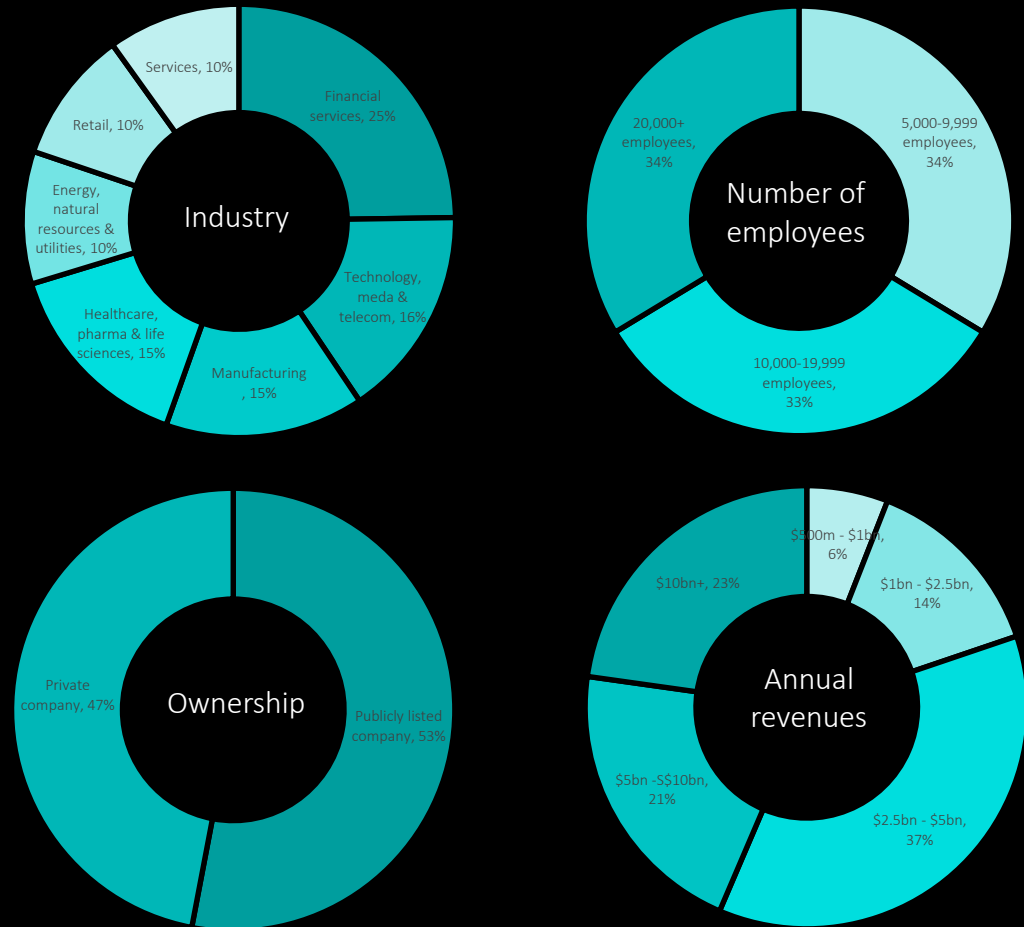 Services, 10%
Financial
services, 25%
Retail, 10%
Energy,
natural
resources &
utilities, 10%
Industry
Technology,
meda &
telecom, 16%
Healthcare,
pharma & life
sciences, 15%
Manufacturing
, 15%
20,000+
employees,
34%
5,000-9,999
employees,
34%
Number of
employees
10,000-19,999
employees,
33%
Private
company, 47%
Ownership
Publicly listed
company, 53%
$500m - $1bn,
6%
$10bn+, 23%
$1bn - $2.5bn,
14%
Annual
revenues
$5bn -S$10bn,
21%
$2.5bn - $5bn,
37%